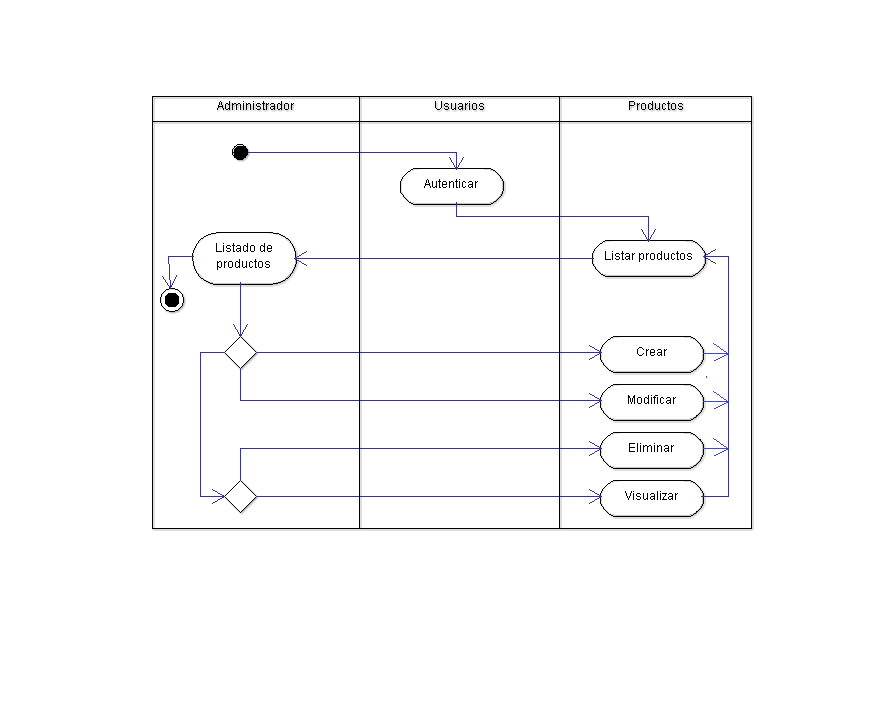 Administrador
Usuarios
Productos
Autenticar
Listado de
productos
Listar productos
Crear
Modificar
Eliminar
Visualizar